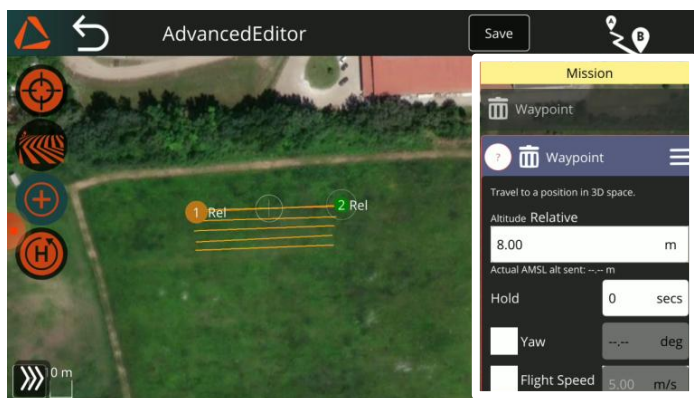 AdvancedEditor
Save
A
B
Mission
Waypoint
? Waypoint
Travel to a position in 3D space.
Altitude Relative
8.00 m
Actual AMSL alt sent: --.-- m
Hold 0 secs
Yaw --.-- deg
Flight Speed 5.00 m/s
1 Rel
2 Rel
H
0 m